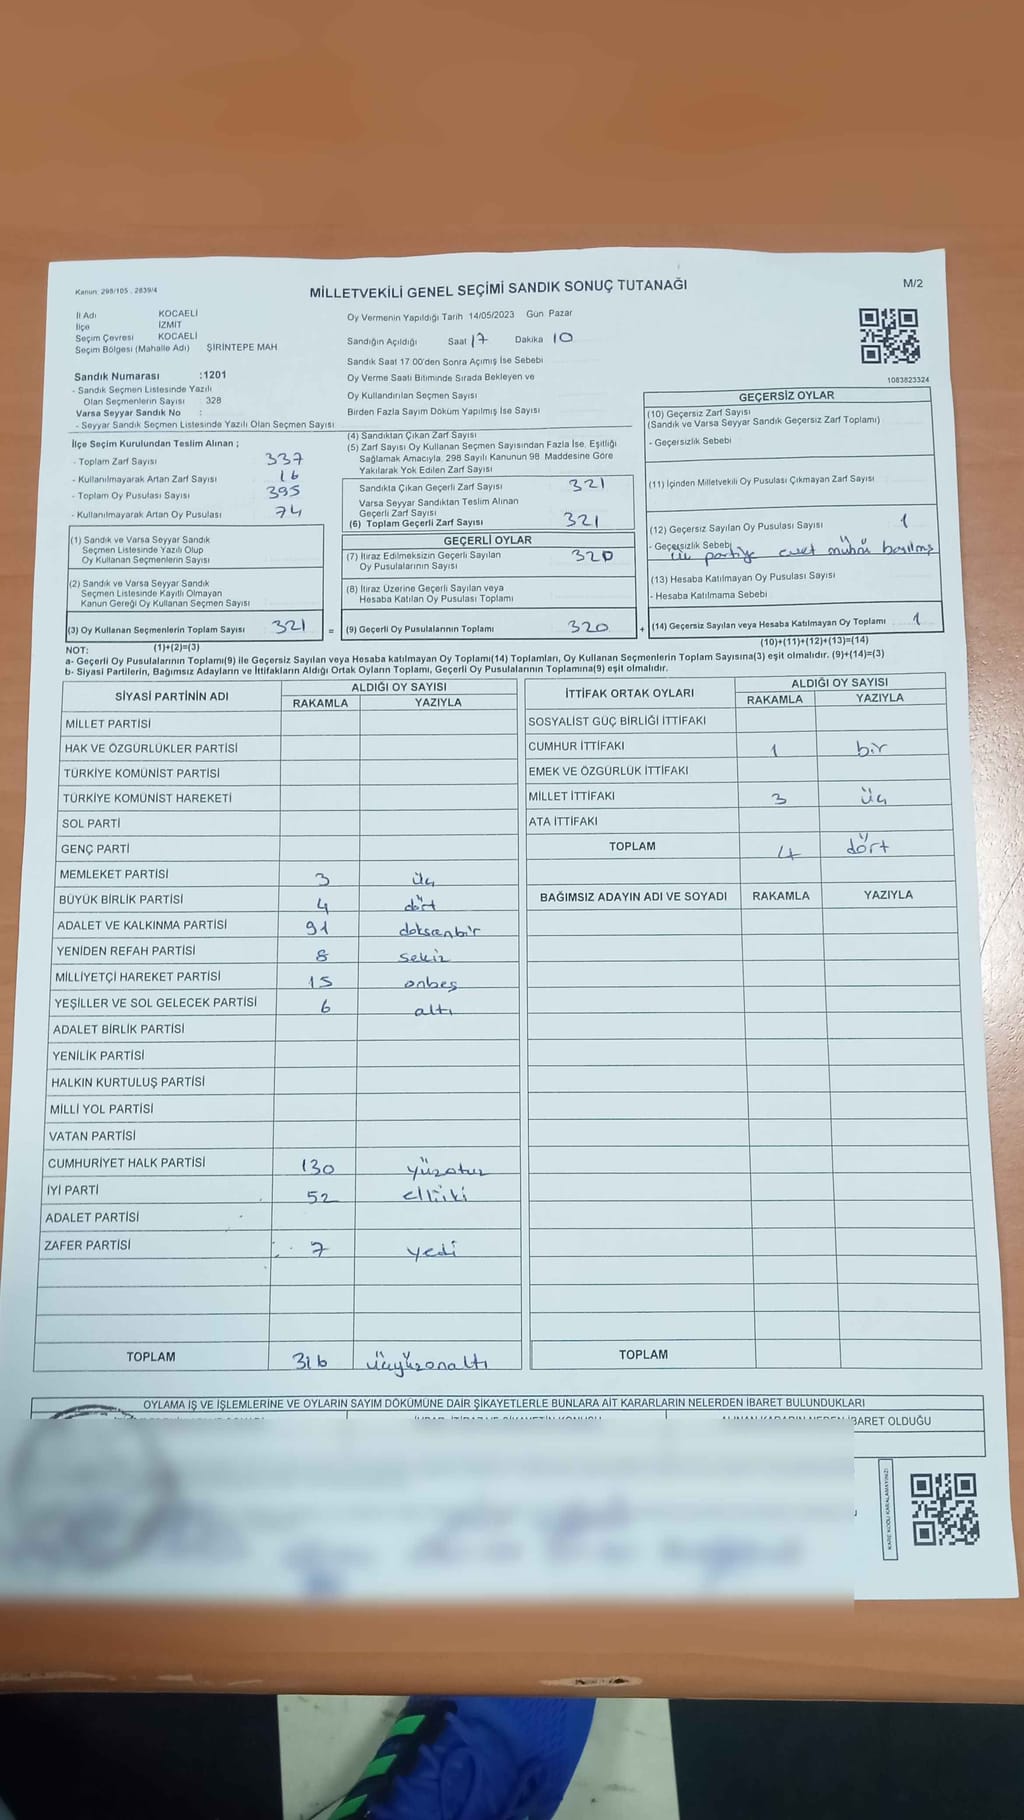 Kanun: 298/105 . 2839/4
MİLLETVEKİLİ GENEL SEÇİMİ SANDIK SONUÇ TUTANAĞI
M/2
İl Adı KOCAELİ
İlçe İZMİT
Seçim Çevresi KOCAELİ
Seçim Bölgesi (Mahalle Adı) ŞİRİNTEPE MAH
Sandık Numarası :1201
- Sandık Seçmen Listesinde Yazılı
Olan Seçmenlerin Sayısı : 328
Varsa Seyyar Sandık No :
- Seyyar Sandık Seçmen Listesinde Yazılı Olan Seçmen Sayısı
İlçe Seçim Kurulundan Teslim Alınan ;
- Toplam Zarf Sayısı 337
- Kullanılmayarak Artan Zarf Sayısı 16
- Toplam Oy Pusulası Sayısı 395
- Kullanılmayarak Artan Oy Pusulası 74
(1) Sandık ve Varsa Seyyar Sandık
Seçmen Listesinde Yazılı Olup
Oy Kullanan Seçmenlerin Sayısı
(2) Sandık ve Varsa Seyyar Sandık
Seçmen Listesinde Kayıtlı Olmayan
Kanun Gereği Oy Kullanan Seçmen Sayısı
(3) Oy Kullanan Seçmenlerin Toplam Sayısı 321 =
(1)+(2)=(3)
Oy Vermenin Yapıldığı Tarih 14/05/2023 Gün Pazar
Sandığın Açıldığı Saat 17 Dakika 10
Sandık Saat 17 00'den Sonra Açımış İse Sebebi
Oy Verme Saati Bitiminde Sırada Bekleyen ve
Oy Kullandırılan Seçmen Sayısı
Birden Fazla Sayım Döküm Yapılmış İse Sayısı
(4) Sandıktan Çıkan Zarf Sayısı
(5) Zarf Sayısı Oy Kullanan Seçmen Sayısından Fazla İse, Eşitliği
Sağlamak Amacıyla, 298 Sayılı Kanunun 98. Maddesine Göre
Yakılarak Yok Edilen Zarf Sayısı
Sandıkta Çıkan Geçerli Zarf Sayısı 321
Varsa Seyyar Sandıktan Teslim Alınan
Geçerli Zarf Sayısı
(6) Toplam Geçerli Zarf Sayısı 321
GEÇERLİ OYLAR
(7) İtiraz Edilmeksizin Geçerli Sayılan
Oy Pusulalarının Sayısı 320
(8) İtiraz Üzerine Geçerli Sayılan veya
Hesaba Katılan Oy Pusulası Toplamı
(9) Geçerli Oy Pusulalarının Toplamı 320 +
1083823324
GEÇERSİZ OYLAR
(10) Geçersiz Zarf Sayısı
(Sandık ve Varsa Seyyar Sandık Geçersiz Zarf Toplamı)
- Geçersizlik Sebebi
(11) İçinden Milletvekili Oy Pusulası Çıkmayan Zarf Sayısı
(12) Geçersiz Sayılan Oy Pusulası Sayısı 1
- Geçersizlik Sebebi partiye evet mührü basılmış
(13) Hesaba Katılmayan Oy Pusulası Sayısı
- Hesaba Katılmama Sebebi
(14) Geçersiz Sayılan veya Hesaba Katılmayan Oy Toplamı 1
(10)+(11)+(12)+(13)=(14)
NOT:
a- Geçerli Oy Pusulalarının Toplamı(9) ile Geçersiz Sayılan veya Hesaba katılmayan Oy Toplamı(14) Toplamları, Oy Kullanan Seçmenlerin Toplam Sayısına(3) eşit olmalıdır. (9)+(14)=(3)
b- Siyasi Partilerin, Bağımsız Adayların ve İttifakların Aldığı Ortak Oyların Toplamı, Geçerli Oy Pusulalarının Toplamına(9) eşit olmalıdır.
SİYASİ PARTİNİN ADI ALDIĞI OY SAYISI
RAKAMLA YAZIYLA
MİLLET PARTİSİ
HAK VE ÖZGÜRLÜKLER PARTİSİ
TÜRKİYE KOMÜNİST PARTİSİ
TÜRKİYE KOMÜNİST HAREKETİ
SOL PARTİ
GENÇ PARTİ
MEMLEKET PARTİSİ 3 üç
BÜYÜK BİRLİK PARTİSİ 4 dört
ADALET VE KALKINMA PARTİSİ 91 doksanbir
YENİDEN REFAH PARTİSİ 8 sekiz
MİLLİYETÇİ HAREKET PARTİSİ 15 onbeş
YEŞİLLER VE SOL GELECEK PARTİSİ 6 altı
ADALET BİRLİK PARTİSİ
YENİLİK PARTİSİ
HALKIN KURTULUŞ PARTİSİ
MİLLİ YOL PARTİSİ
VATAN PARTİSİ
CUMHURİYET HALK PARTİSİ 130 yüzotuz
İYİ PARTİ 52 elliiki
ADALET PARTİSİ
ZAFER PARTİSİ 7 yedi
TOPLAM 316 üçyüzonaltı
İTTİFAK ORTAK OYLARI ALDIĞI OY SAYISI
RAKAMLA YAZIYLA
SOSYALİST GÜÇ BİRLİĞİ İTTİFAKI
CUMHUR İTTİFAKI 1 bir
EMEK VE ÖZGÜRLÜK İTTİFAKI
MİLLET İTTİFAKI 3 üç
ATA İTTİFAKI
TOPLAM 4 dört
BAĞIMSIZ ADAYIN ADI VE SOYADI RAKAMLA YAZIYLA
TOPLAM
OYLAMA İŞ VE İŞLEMLERİNE VE OYLARIN SAYIM DÖKÜMÜNE DAİR ŞİKAYETLERLE BUNLARA AİT KARARLARIN NELERDEN İBARET BULUNDUKLARI
İBARET OLDUĞU
KARE KODU KARALAMAYINIZ!